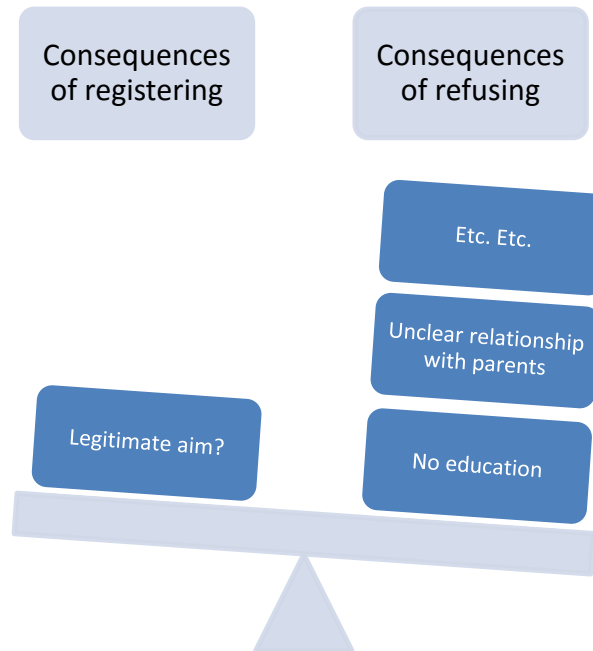 Consequences
of registering
Consequences
of refusing
Etc. Etc.
Unclear relationship
with parents
Legitimate aim?
No education